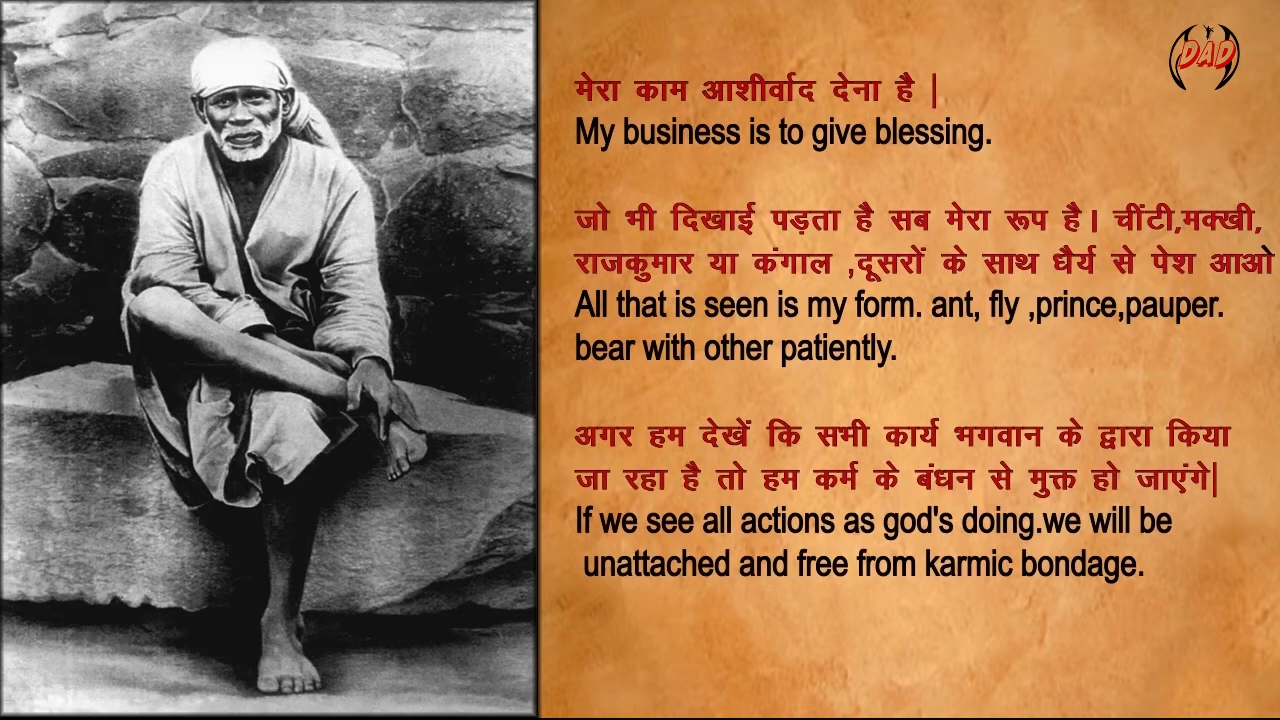 DAD
मेरा काम आशीर्वाद देना है |
My business is to give blessing.
जो भी दिखाई पड़ता है सब मेरा रूप है। चींटी,मक्खी,
राजकुमार या कंगाल ,दूसरों के साथ धैर्य से पेश आओ
All that is seen is my form. ant, fly ,prince,pauper.
bear with other patiently.
अगर हम देखें कि सभी कार्य भगवान के द्वारा किया
जा रहा है तो हम कर्म के बंधन से मुक्त हो जाएंगे|
If we see all actions as god's doing.we will be
unattached and free from karmic bondage.